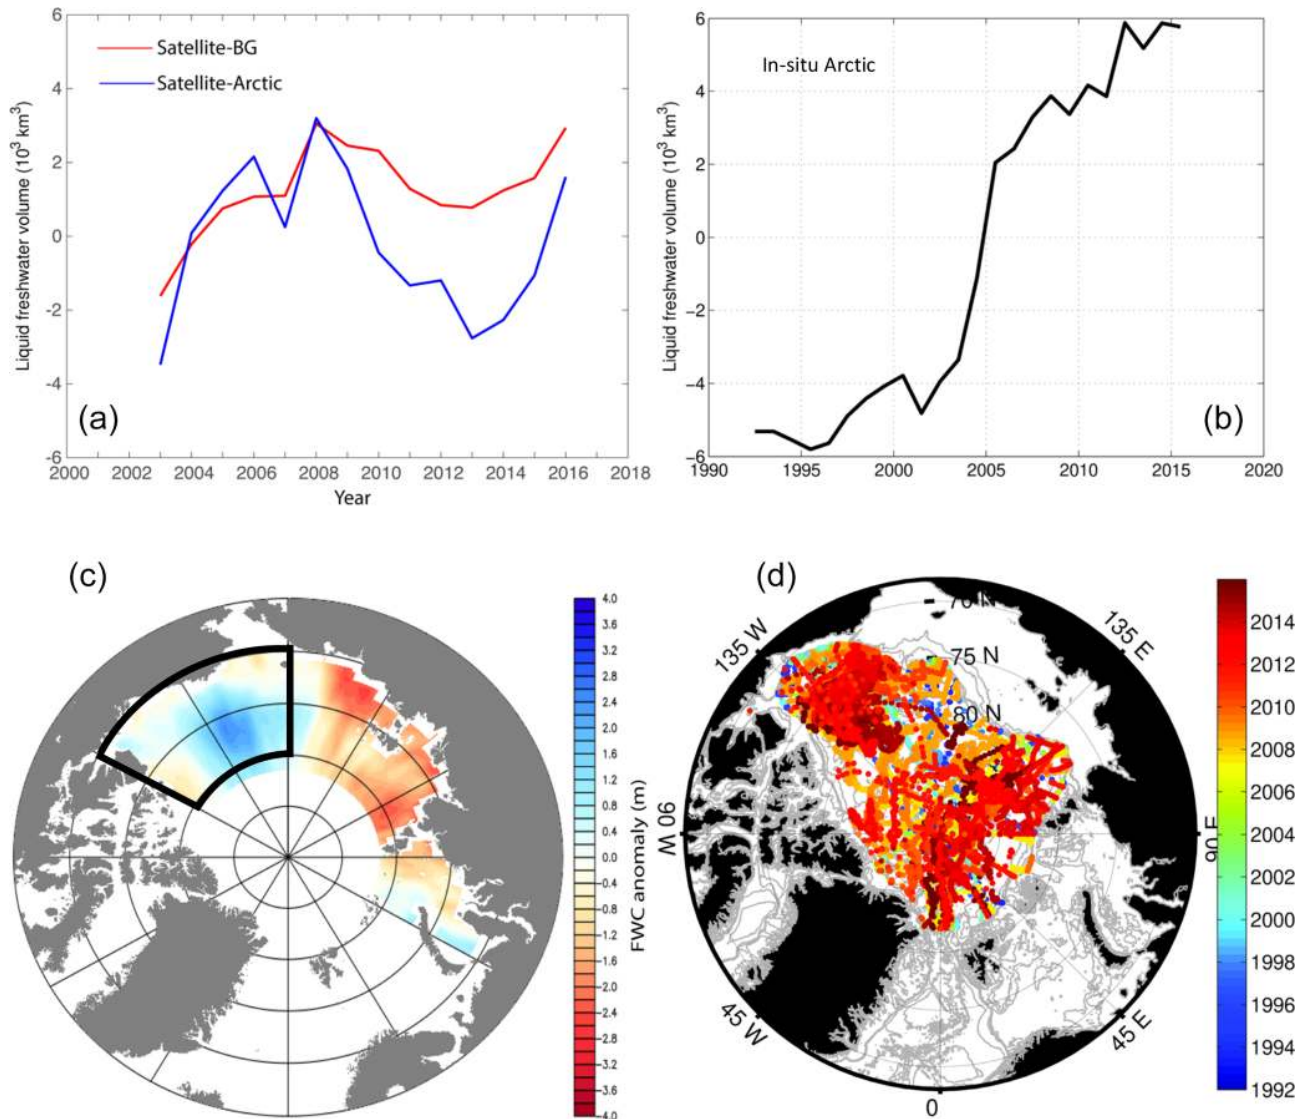 (a)
6
4
2
0
-2
-4
-6
Liquid freshwater volume (10³ km³)
Satellite-BG
Satellite-Arctic
2000 2002 2004 2006 2008 2010 2012 2014 2016 2018
Year
6
4
2
0
−2
−4
−6
Liquid freshwater volume (10³ km³)
In-situ Arctic
(b)
1990 1995 2000 2005 2010 2015 2020
(c)
4.0
3.6
3.2
2.8
2.4
2.0
1.6
1.2
0.8
0.4
0.0
-0.4
-0.8
-1.2
-1.6
-2.0
-2.4
-2.8
-3.2
-3.6
-4.0
FWC anomaly (m)
(d)
70 N
75 N
80 N
135 W
135 E
90 W
90 E
45 W
45 E
0
2014
2012
2010
2008
2006
2004
2002
2000
1998
1996
1994
1992